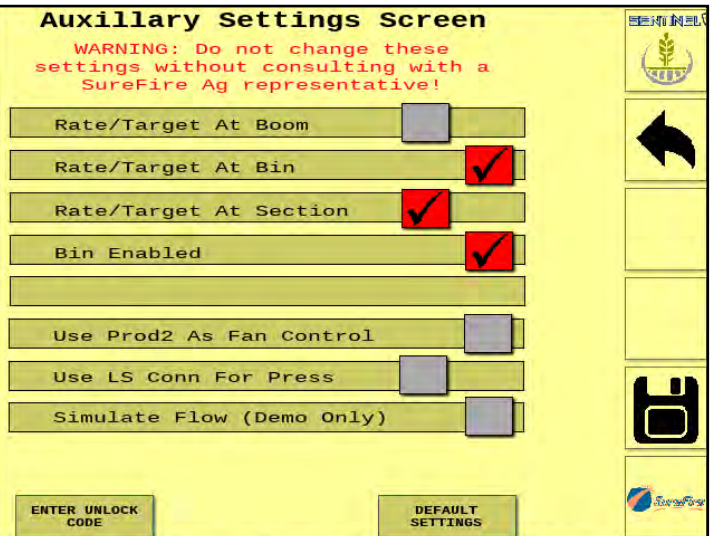 Auxillary Settings Screen
SENTINEL
WARNING: Do not change these
settings without consulting with a
SureFire Ag representative!
Rate/Target At Boom
Rate/Target At Bin
Rate/Target At Section
Bin Enabled
Use Prod2 As Fan Control
Use LS Conn For Press
Simulate Flow (Demo Only)
ENTER UNLOCK
CODE
DEFAULT
SETTINGS
SureFire